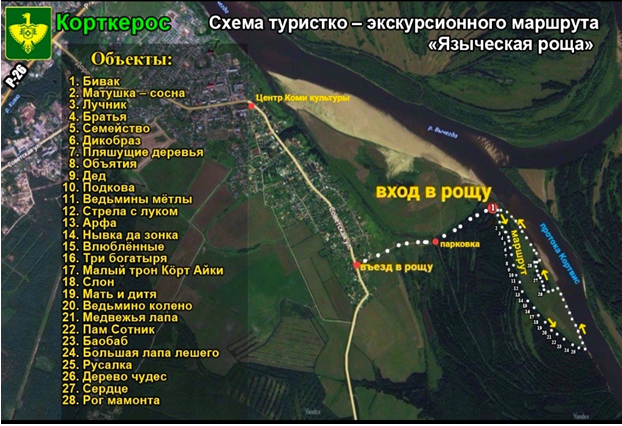 Корткерос
Схема туристко – экскурсионного маршрута
«Языческая роща»
Р-26
Объекты:
1. Бивак
2. Матушка – сосна
3. Лучник
4. Братья
5. Семейство
6. Дикобраз
7. Пляшущие деревья
8. Объятия
9. Дед
10. Подкова
11. Ведьмины мётлы
12. Стрела с луком
13. Арфа
14. Нывка да зонка
15. Влюблённые
16. Три богатыря
17. Малый трон Кöрт Айки
18. Слон
19. Мать и дитя
20. Ведьмино колено
21. Медвежья лапа
22. Пам Сотник
23. Баобаб
24. Большая лапа лешего
25. Русалка
26. Дерево чудес
27. Сердце
28. Рог мамонта
Центр Коми культуры
р. Вычегда
вход в рощу
1
парковка
въезд в рощу
маршрут
протока Кортвис
Yandex
Yandex